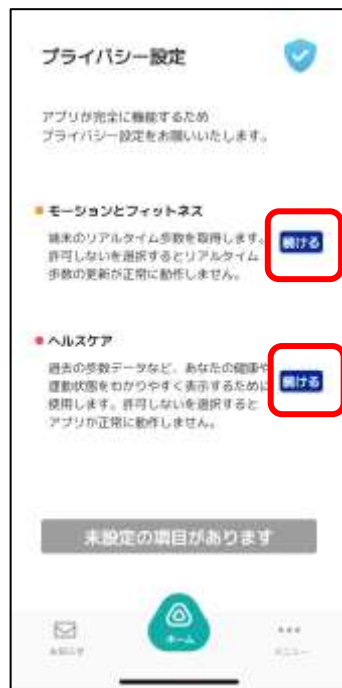 プライバシー設定
アプリが完全に機能するため
プライバシー設定をお願いいたします。
モーションとフィットネス
端末のリアルタイム歩数を取得します。
許可しないを選択するとリアルタイム
歩数の更新が正常に動作しません。
続ける
ヘルスケア
過去の歩数データなど、あなたの健康や
運動状態をわかりやすく表示するために
使用します。許可しないを選択すると
アプリが正常に動作しません。
続ける
未設定の項目があります
お知らせ
ホーム
メニュー